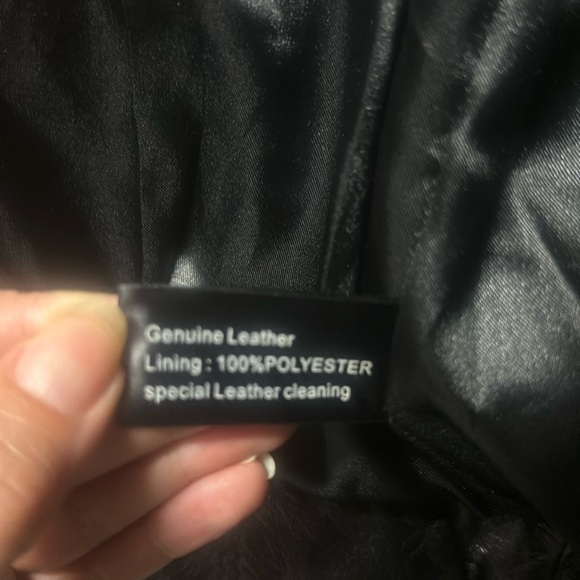 Genuine Leather
Lining : 100%POLYESTER
special Leather cleaning